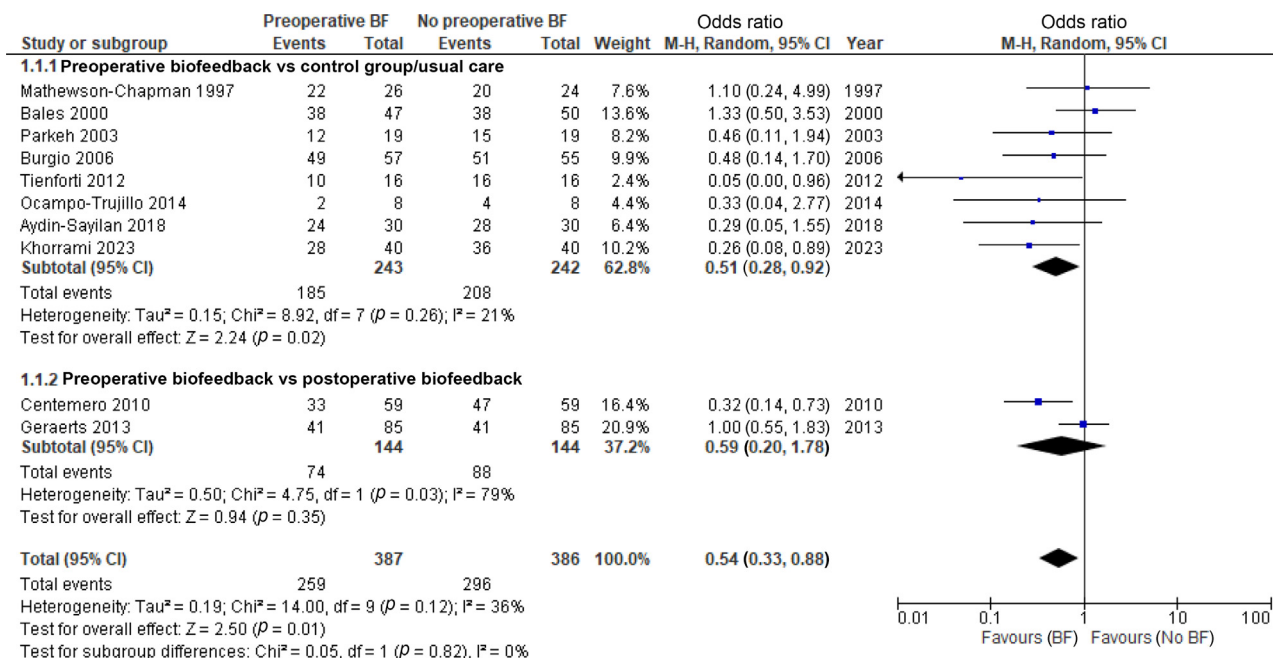 Preoperative BF No preoperative BF Odds ratio Odds ratio
Study or subgroup Events Total Events Total Weight M-H, Random, 95% CI Year M-H, Random, 95% CI
1.1.1 Preoperative biofeedback vs control group/usual care
Mathewson-Chapman 1997 22 26 20 24 7.6% 1.10 (0.24, 4.99) 1997
Bales 2000 38 47 38 50 13.6% 1.33 (0.50, 3.53) 2000
Parkeh 2003 12 19 15 19 8.2% 0.46 (0.11, 1.94) 2003
Burgio 2006 49 57 51 55 9.9% 0.48 (0.14, 1.70) 2006
Tienforti 2012 10 16 16 16 2.4% 0.05 (0.00, 0.96) 2012
Ocampo-Trujillo 2014 2 8 4 8 4.2% 0.33 (0.04, 2.77) 2014
Aydin-Sayilan 2018 24 30 28 30 6.4% 0.29 (0.05, 1.55) 2018
Khorrami 2023 28 40 36 40 10.2% 0.26 (0.08, 0.89) 2023
Subtotal (95% CI) 243 242 62.8% 0.51 (0.28, 0.92)
Total events 185 208
Heterogeneity: Tau² = 0.15; Chi² = 8.92, df = 7 (p = 0.26); I² = 21%
Test for overall effect: Z = 2.24 (p = 0.02)
1.1.2 Preoperative biofeedback vs postoperative biofeedback
Centemero 2010 33 59 47 59 16.4% 0.32 (0.14, 0.73) 2010
Geraerts 2013 41 85 41 85 20.9% 1.00 (0.55, 1.83) 2013
Subtotal (95% CI) 144 144 37.2% 0.59 (0.20, 1.78)
Total events 74 88
Heterogeneity: Tau² = 0.50; Chi² = 4.75, df = 1 (p = 0.03); I² = 79%
Test for overall effect: Z = 0.94 (p = 0.35)
Total (95% CI) 387 386 100.0% 0.54 (0.33, 0.88)
Total events 259 296
Heterogeneity: Tau² = 0.19; Chi² = 14.00, df = 9 (p = 0.12); I² = 36%
Test for overall effect: Z = 2.50 (p = 0.01)
Test for subgroup differences: Chi² = 0.05, df = 1 (p = 0.82), I² = 0%
0.01 0.1 1 10 100
Favours (BF) Favours (No BF)